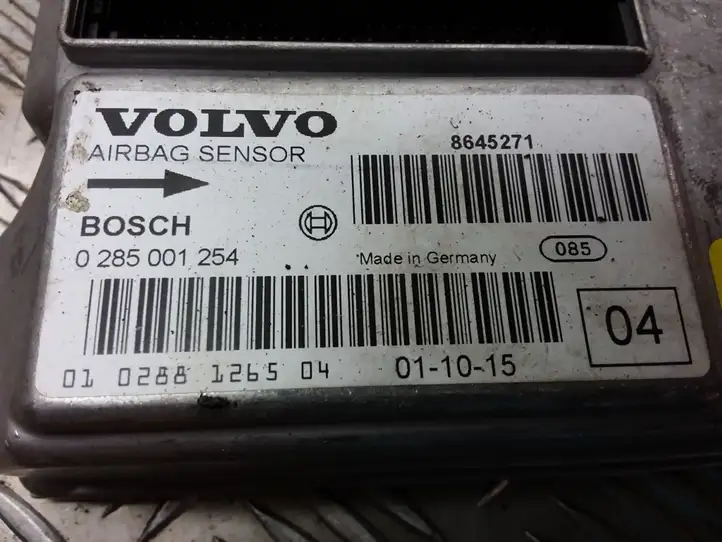 VOLVO
AIRBAG SENSOR
8645271
BOSCH
0 285 001 254
Made in Germany
085
04
01 0288 1265 04
01-10-15